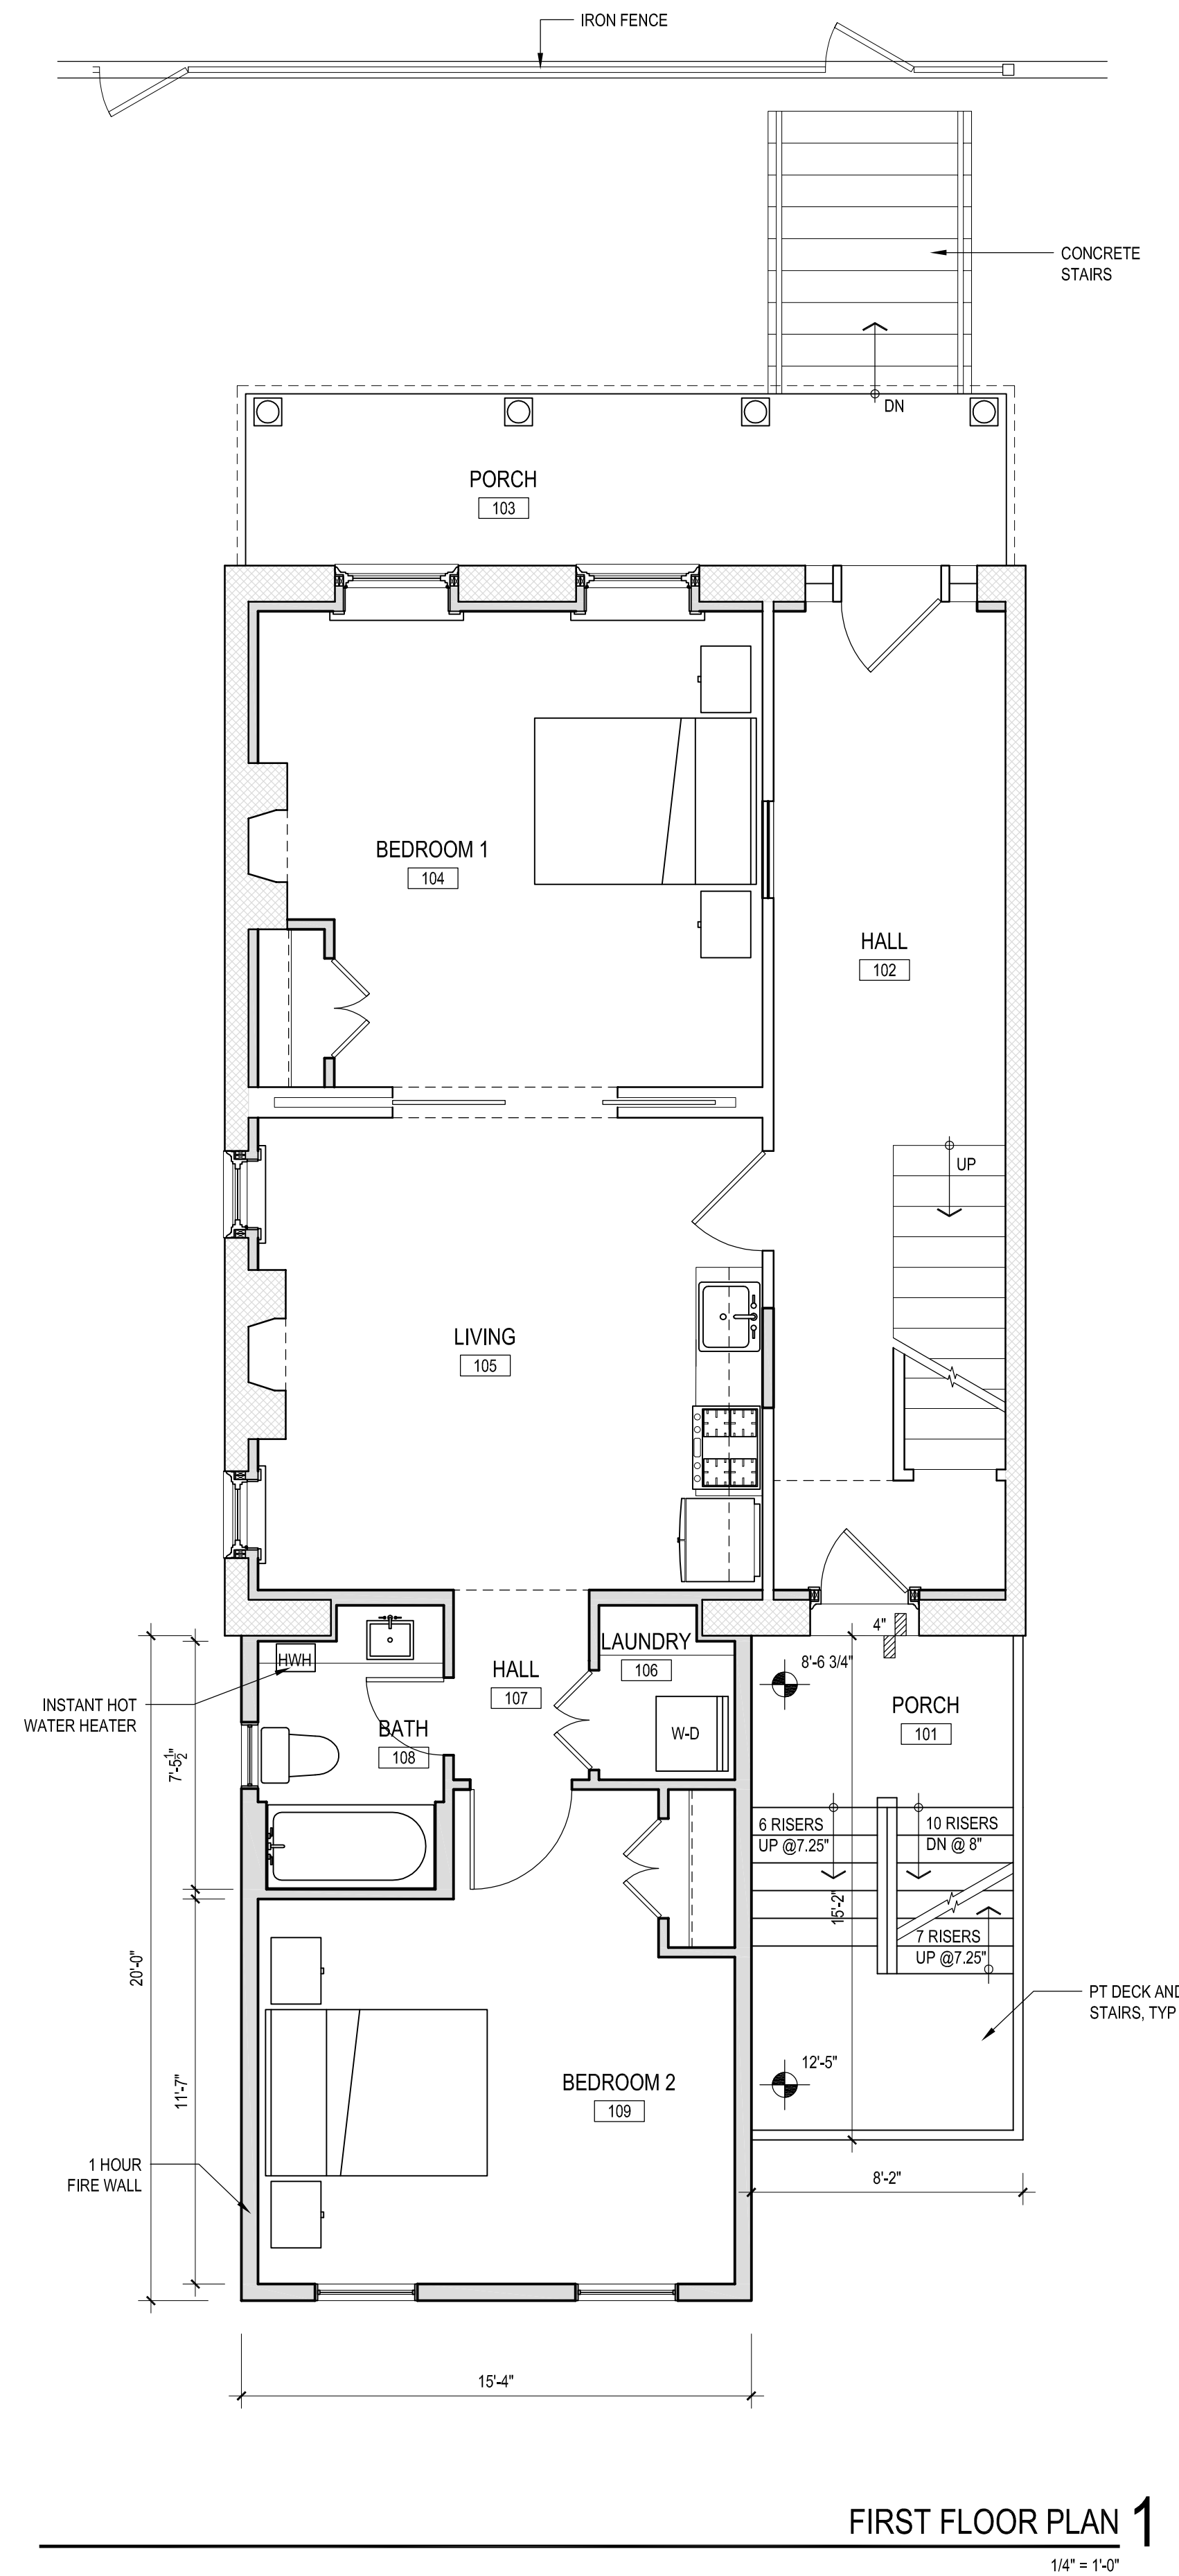 IRON FENCE
CONCRETE
STAIRS
DN
PORCH
103
BEDROOM 1
104
HALL
102
UP
LIVING
105
4"
LAUNDRY
106
8'-6 3/4"
HWH
HALL
107
INSTANT HOT
WATER HEATER
PORCH
101
BATH
108
W-D
7'-5 1/2"
6 RISERS
UP @7.25"
10 RISERS
DN @ 8"
15'-2"
7 RISERS
UP @7.25"
20'-0"
PT DECK AND
STAIRS, TYP
12'-5"
11'-7"
BEDROOM 2
109
1 HOUR
FIRE WALL
8'-2"
15'-4"
FIRST FLOOR PLAN 1
1/4" = 1'-0"